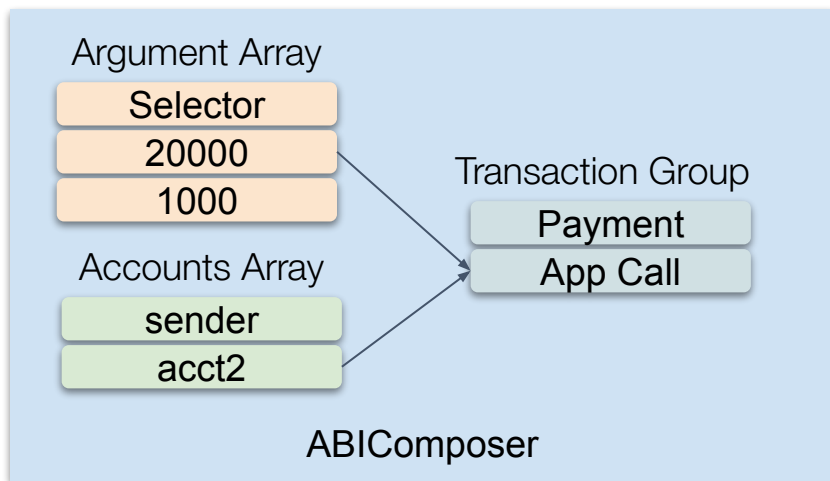 Argument Array
Selector
20000
1000
Accounts Array
sender
acct2
Transaction Group
Payment
App Call
ABIComposer